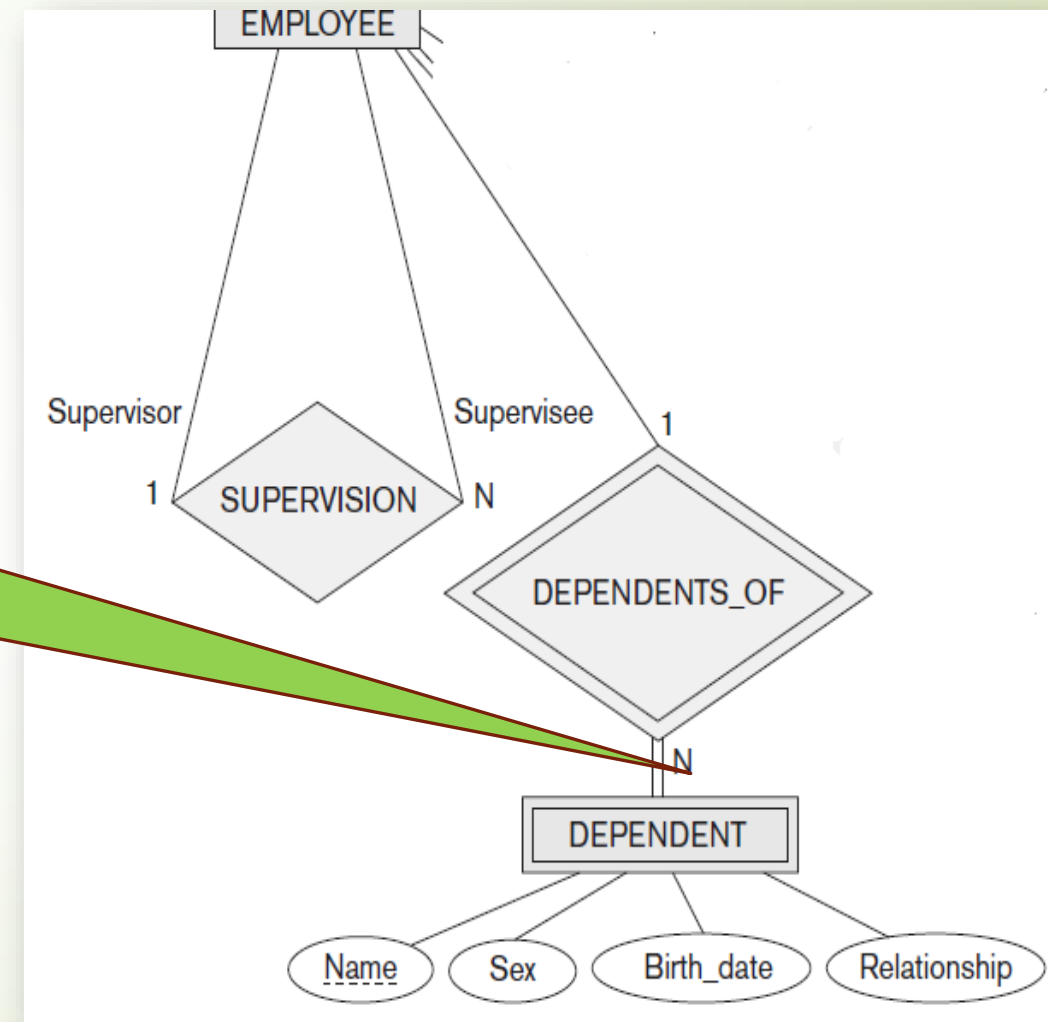 EMPLOYEE
Supervisor
Supervisee
1
1
SUPERVISION
N
DEPENDENTS_OF
N
DEPENDENT
Name
Sex
Birth_date
Relationship